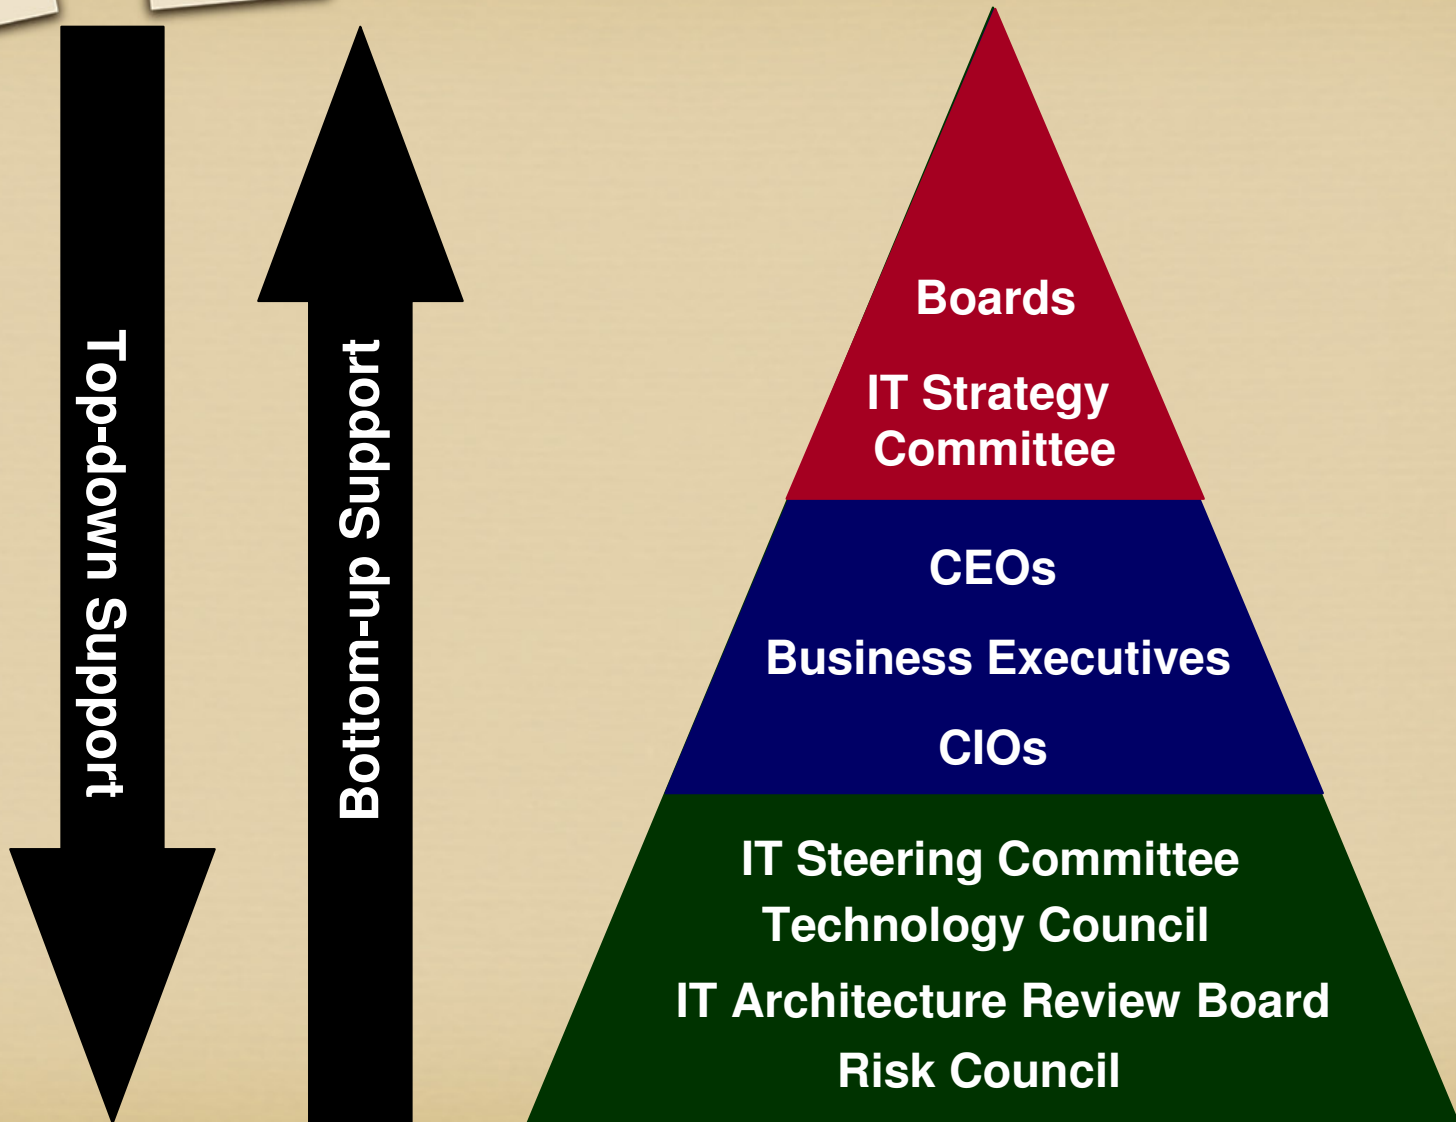 Top-down Support
Bottom-up Support
Boards
IT Strategy
Committee
CEOs
Business Executives
CIOs
IT Steering Committee
Technology Council
IT Architecture Review Board
Risk Council